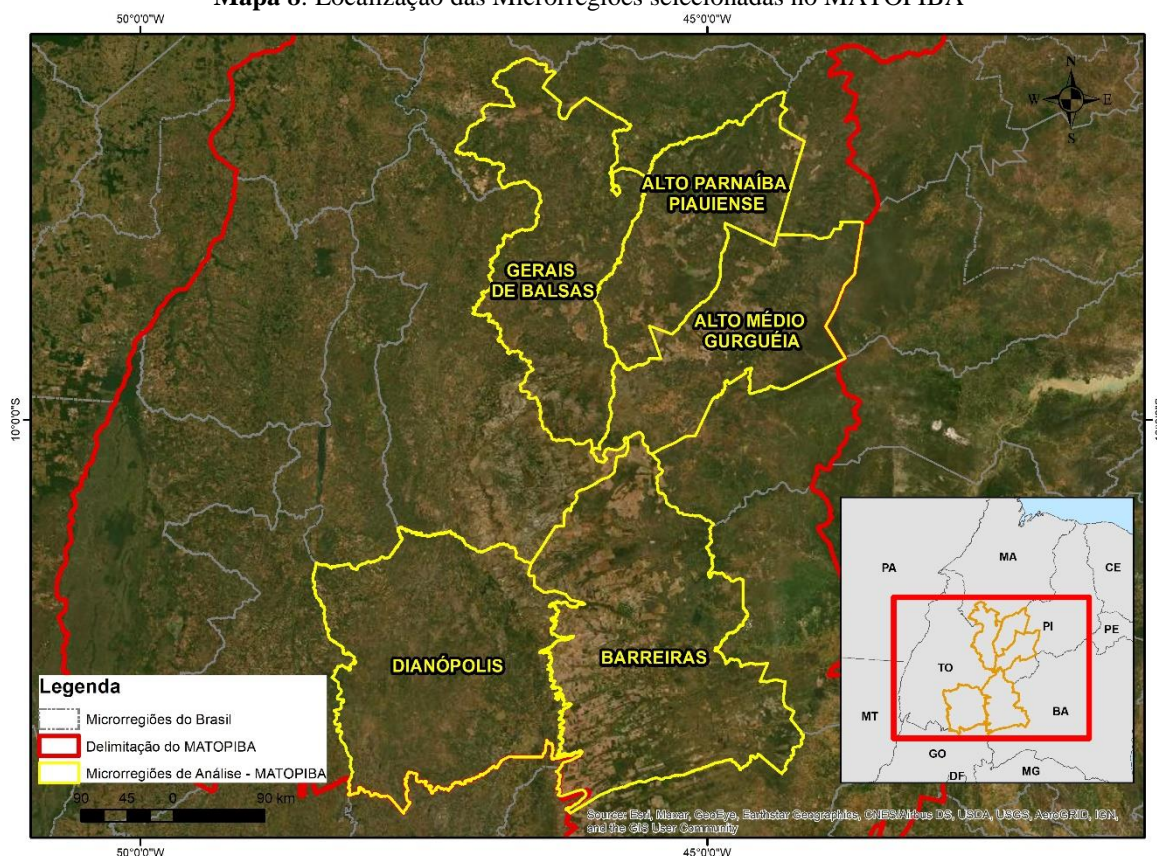 Mapa 8: Localização das Microrregiões selecionadas no MATOPIBA
50°0'0"W
45°0'0"W
N
W
E
S
ALTO PARNAÍBA
PIAUIENSE
GERAIS
DE BALSAS
ALTO MÉDIO
GURGUÉIA
10°0'0"S
10°0'0"S
DIANÓPOLIS
BARREIRAS
MA
PA
CE
PI
PE
TO
MT
BA
GO
DF
MG
Legenda
Microrregiões do Brasil
Delimitação do MATOPIBA
Microrregiões de Análise - MATOPIBA
90 45 0 90 km
Source: Esri, Maxar, GeoEye, Earthstar Geographics, CNES/Airbus DS, USDA, USGS, AeroGRID, IGN,
and the GIS User Community
50°0'0"W
45°0'0"W